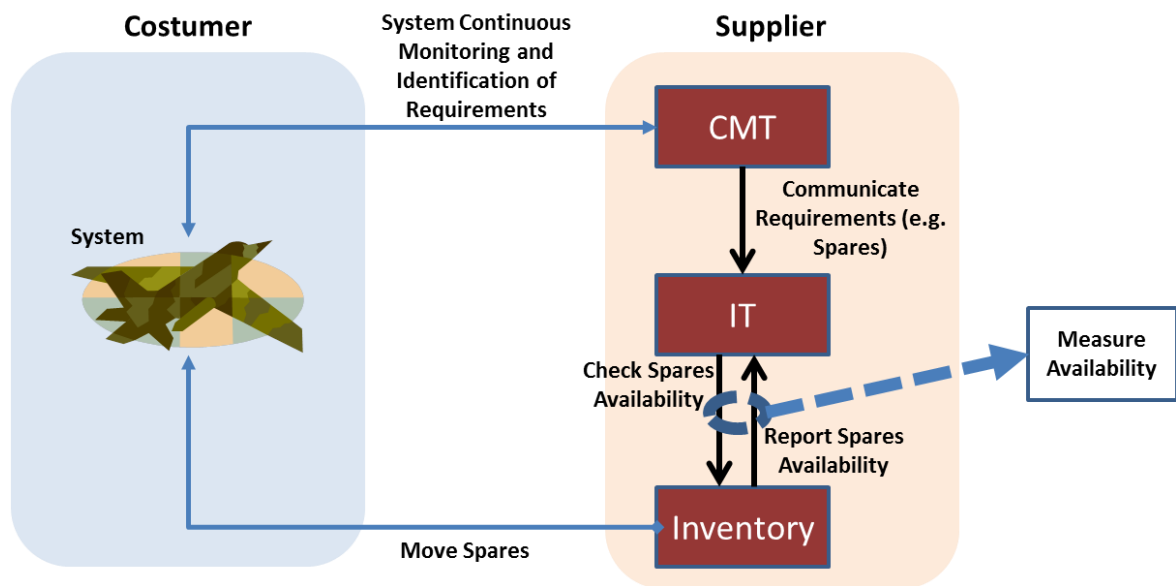 Costumer
System Continuous
Monitoring and
Identification of
Requirements
Supplier
CMT
Communicate
Requirements (e.g.
Spares)
System
IT
Measure
Availability
Check Spares
Availability
Report Spares
Availability
Inventory
Move Spares